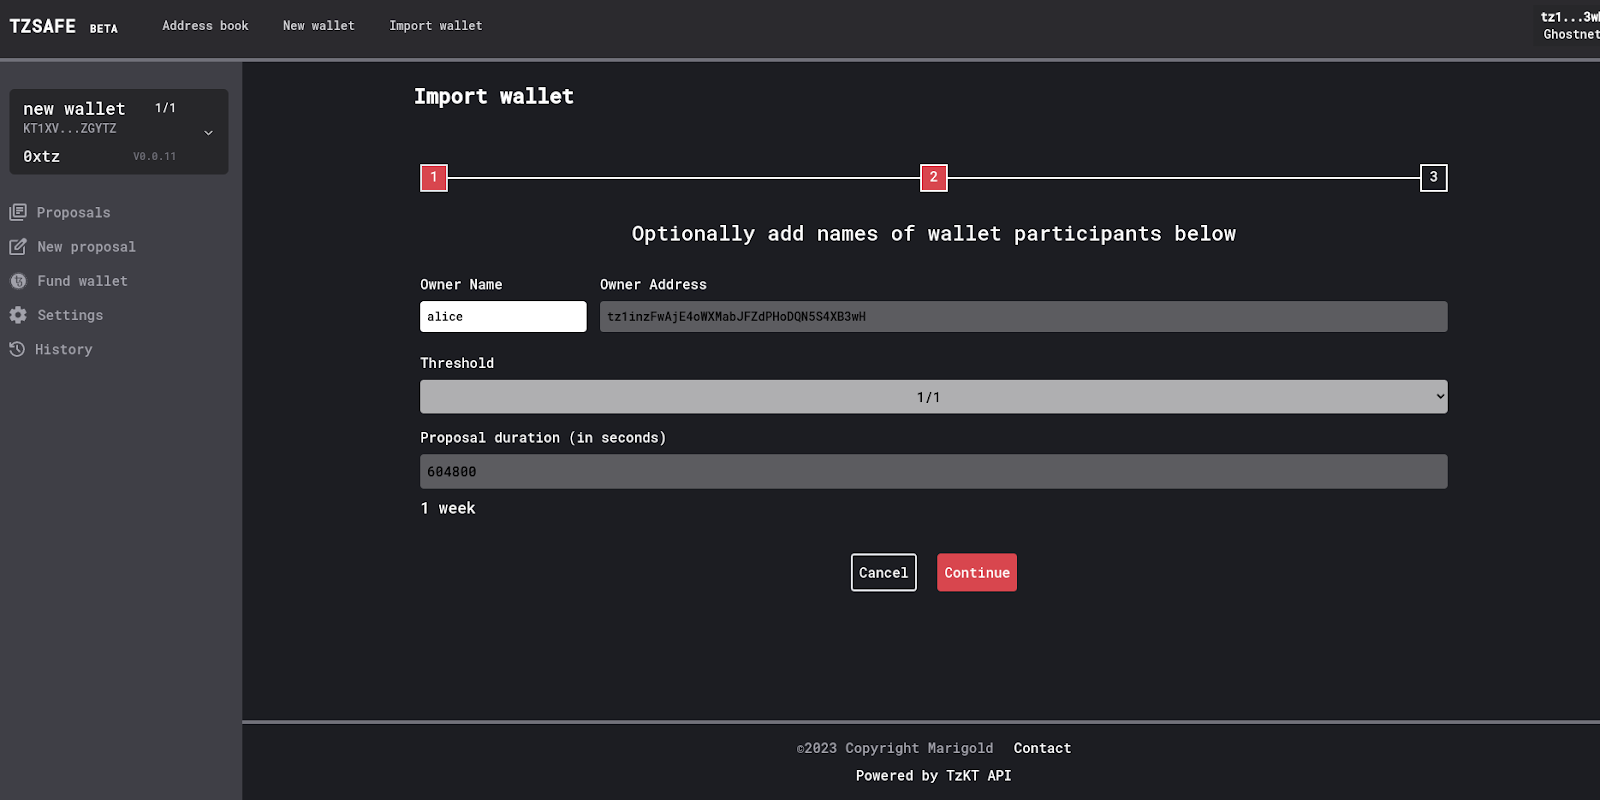 TZSAFE BETA
Address book
New wallet
Import wallet
tz1...3wH
Ghostnet
new wallet 1/1
KT1XV...ZGYTZ
0xtz V0.0.11
Proposals
New proposal
Fund wallet
Settings
History
Import wallet
1 2 3
Optionally add names of wallet participants below
Owner Name Owner Address
alice tz1inzFwAjE4oWXMabJFZdPHoDQN5S4XB3wH
Threshold
1/1
Proposal duration (in seconds)
604800
1 week
Cancel Continue
©2023 Copyright Marigold Contact
Powered by TzKT API